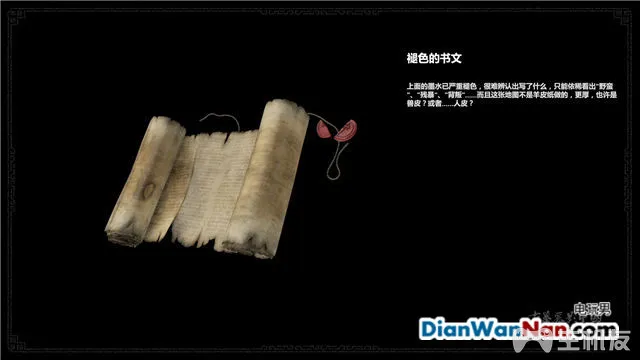 褪色的书文
上面的墨水已严重褪色，很难辨认出写了什么，只能依稀看出“野蛮
”、“残暴”、“背叛”……而且这张地图不是羊皮纸做的，更厚，也许是
兽皮？或者……人皮？
电玩男
DianWanNan.com